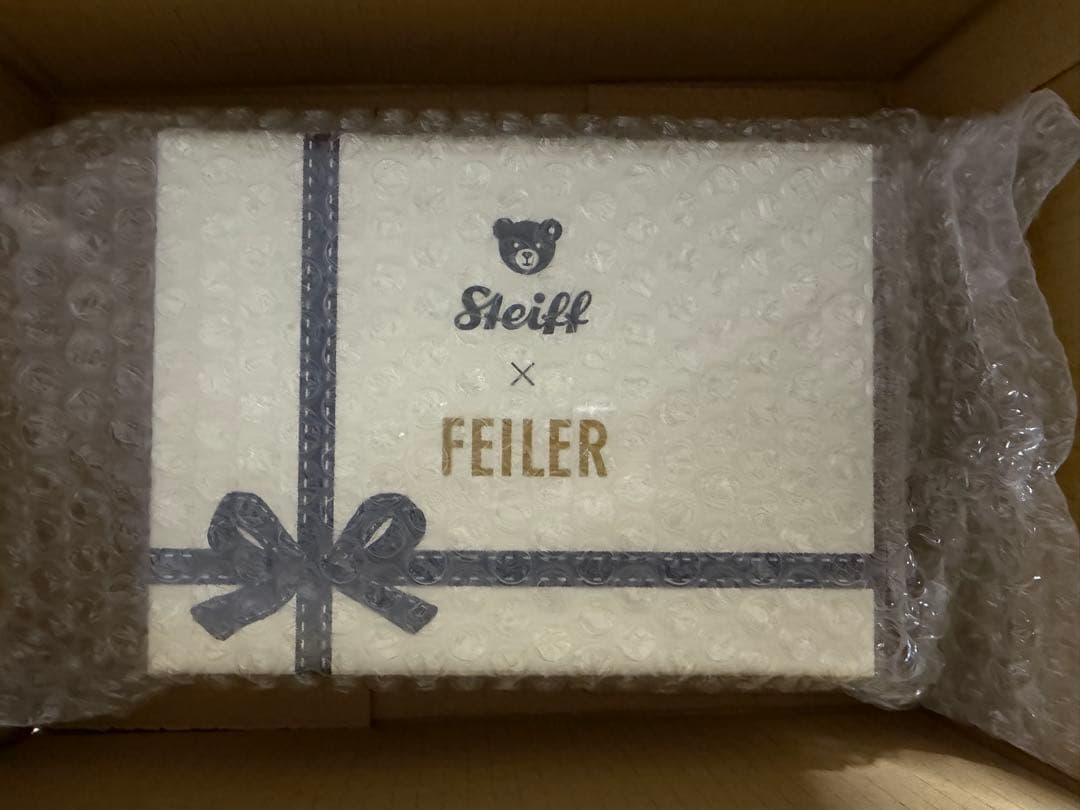 Steiff
×
FEILER